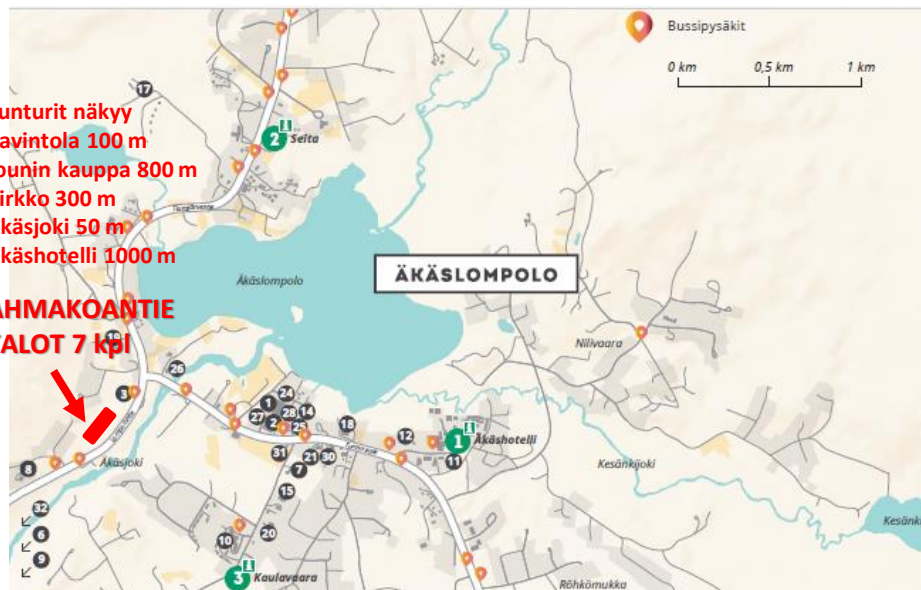 Bussipysäkit
0 km 0,5 km 1 km
17
unturit näkyy
avintola 100 m
ounin kauppa 800 m
irkko 300 m
käsjoki 50 m
käshotelli 1000 m
2 Seita
Äkäslompolo
ÄKÄSLOMPOLO
AHMAKOANTIE
TALOT 7 kpl
Nilivaara
26
3
24
1
27 2 28 14
25
18
12
1 Äkäshotelli
11
31
21 30
7
15
8
Äkäsjoki
Kesänkijoki
32
6
9
10
20
3 Kaulavaara
Röhkömukka
Kesänki